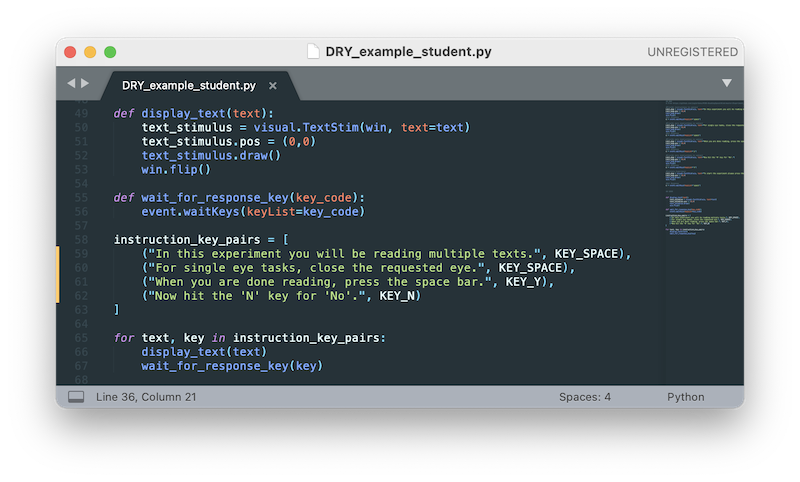 DRY_example_student.py
UNREGISTERED
DRY_example_student.py ×
49 def display_text(text):
50     text_stimulus = visual.TextStim(win, text=text)
51     text_stimulus.pos = (0,0)
52     text_stimulus.draw()
53     win.flip()
54
55 def wait_for_response_key(key_code):
56     event.waitKeys(keyList=key_code)
57
58 instruction_key_pairs = [
59     ("In this experiment you will be reading multiple texts.", KEY_SPACE),
60     ("For single eye tasks, close the requested eye.", KEY_SPACE),
61     ("When you are done reading, press the space bar.", KEY_Y),
62     ("Now hit the 'N' key for 'No'.", KEY_N)
63 ]
64
65 for text, key in instruction_key_pairs:
66     display_text(text)
67     wait_for_response_key(key)
68
Line 36, Column 21
Spaces: 4
Python